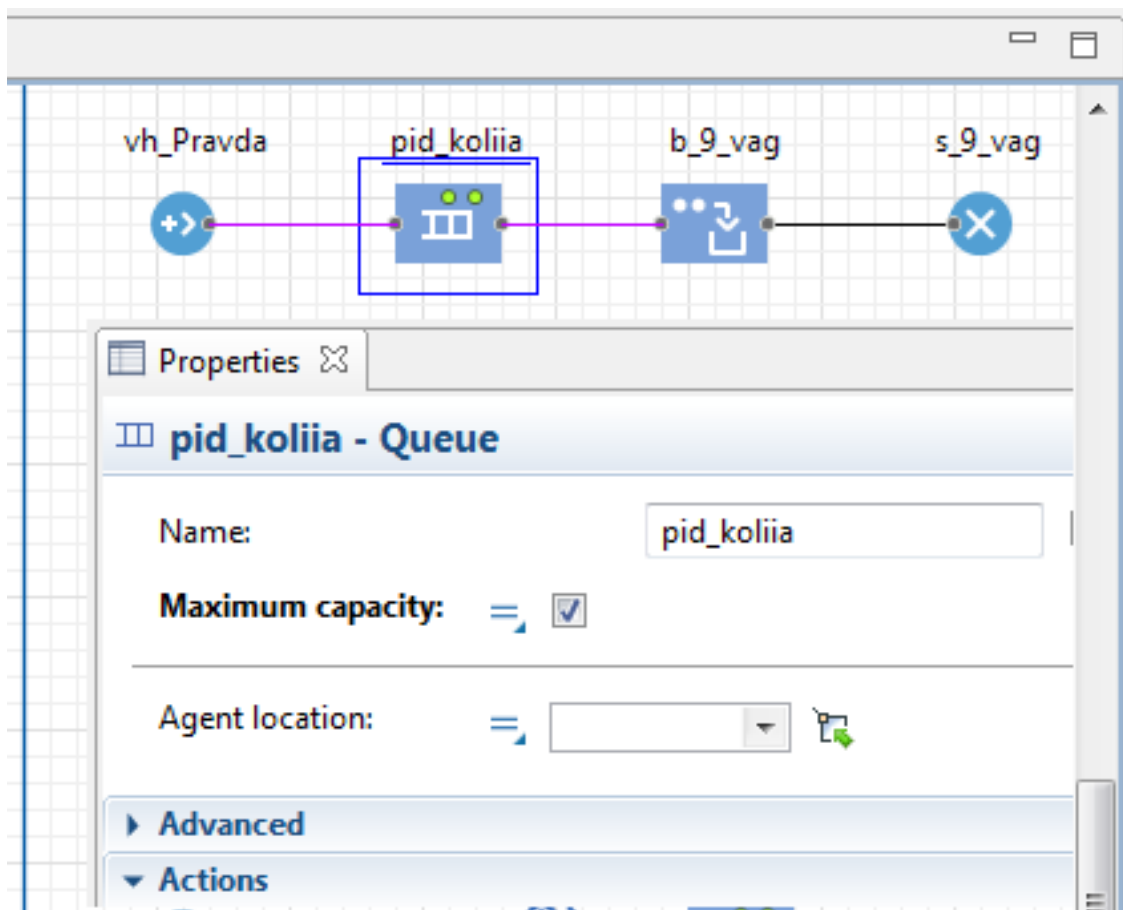 vh_Pravda pid_koliia b_9_vag s_9_vag
Properties
pid_koliia - Queue
Name: pid_koliia
Maximum capacity:
Agent location:
Advanced
Actions